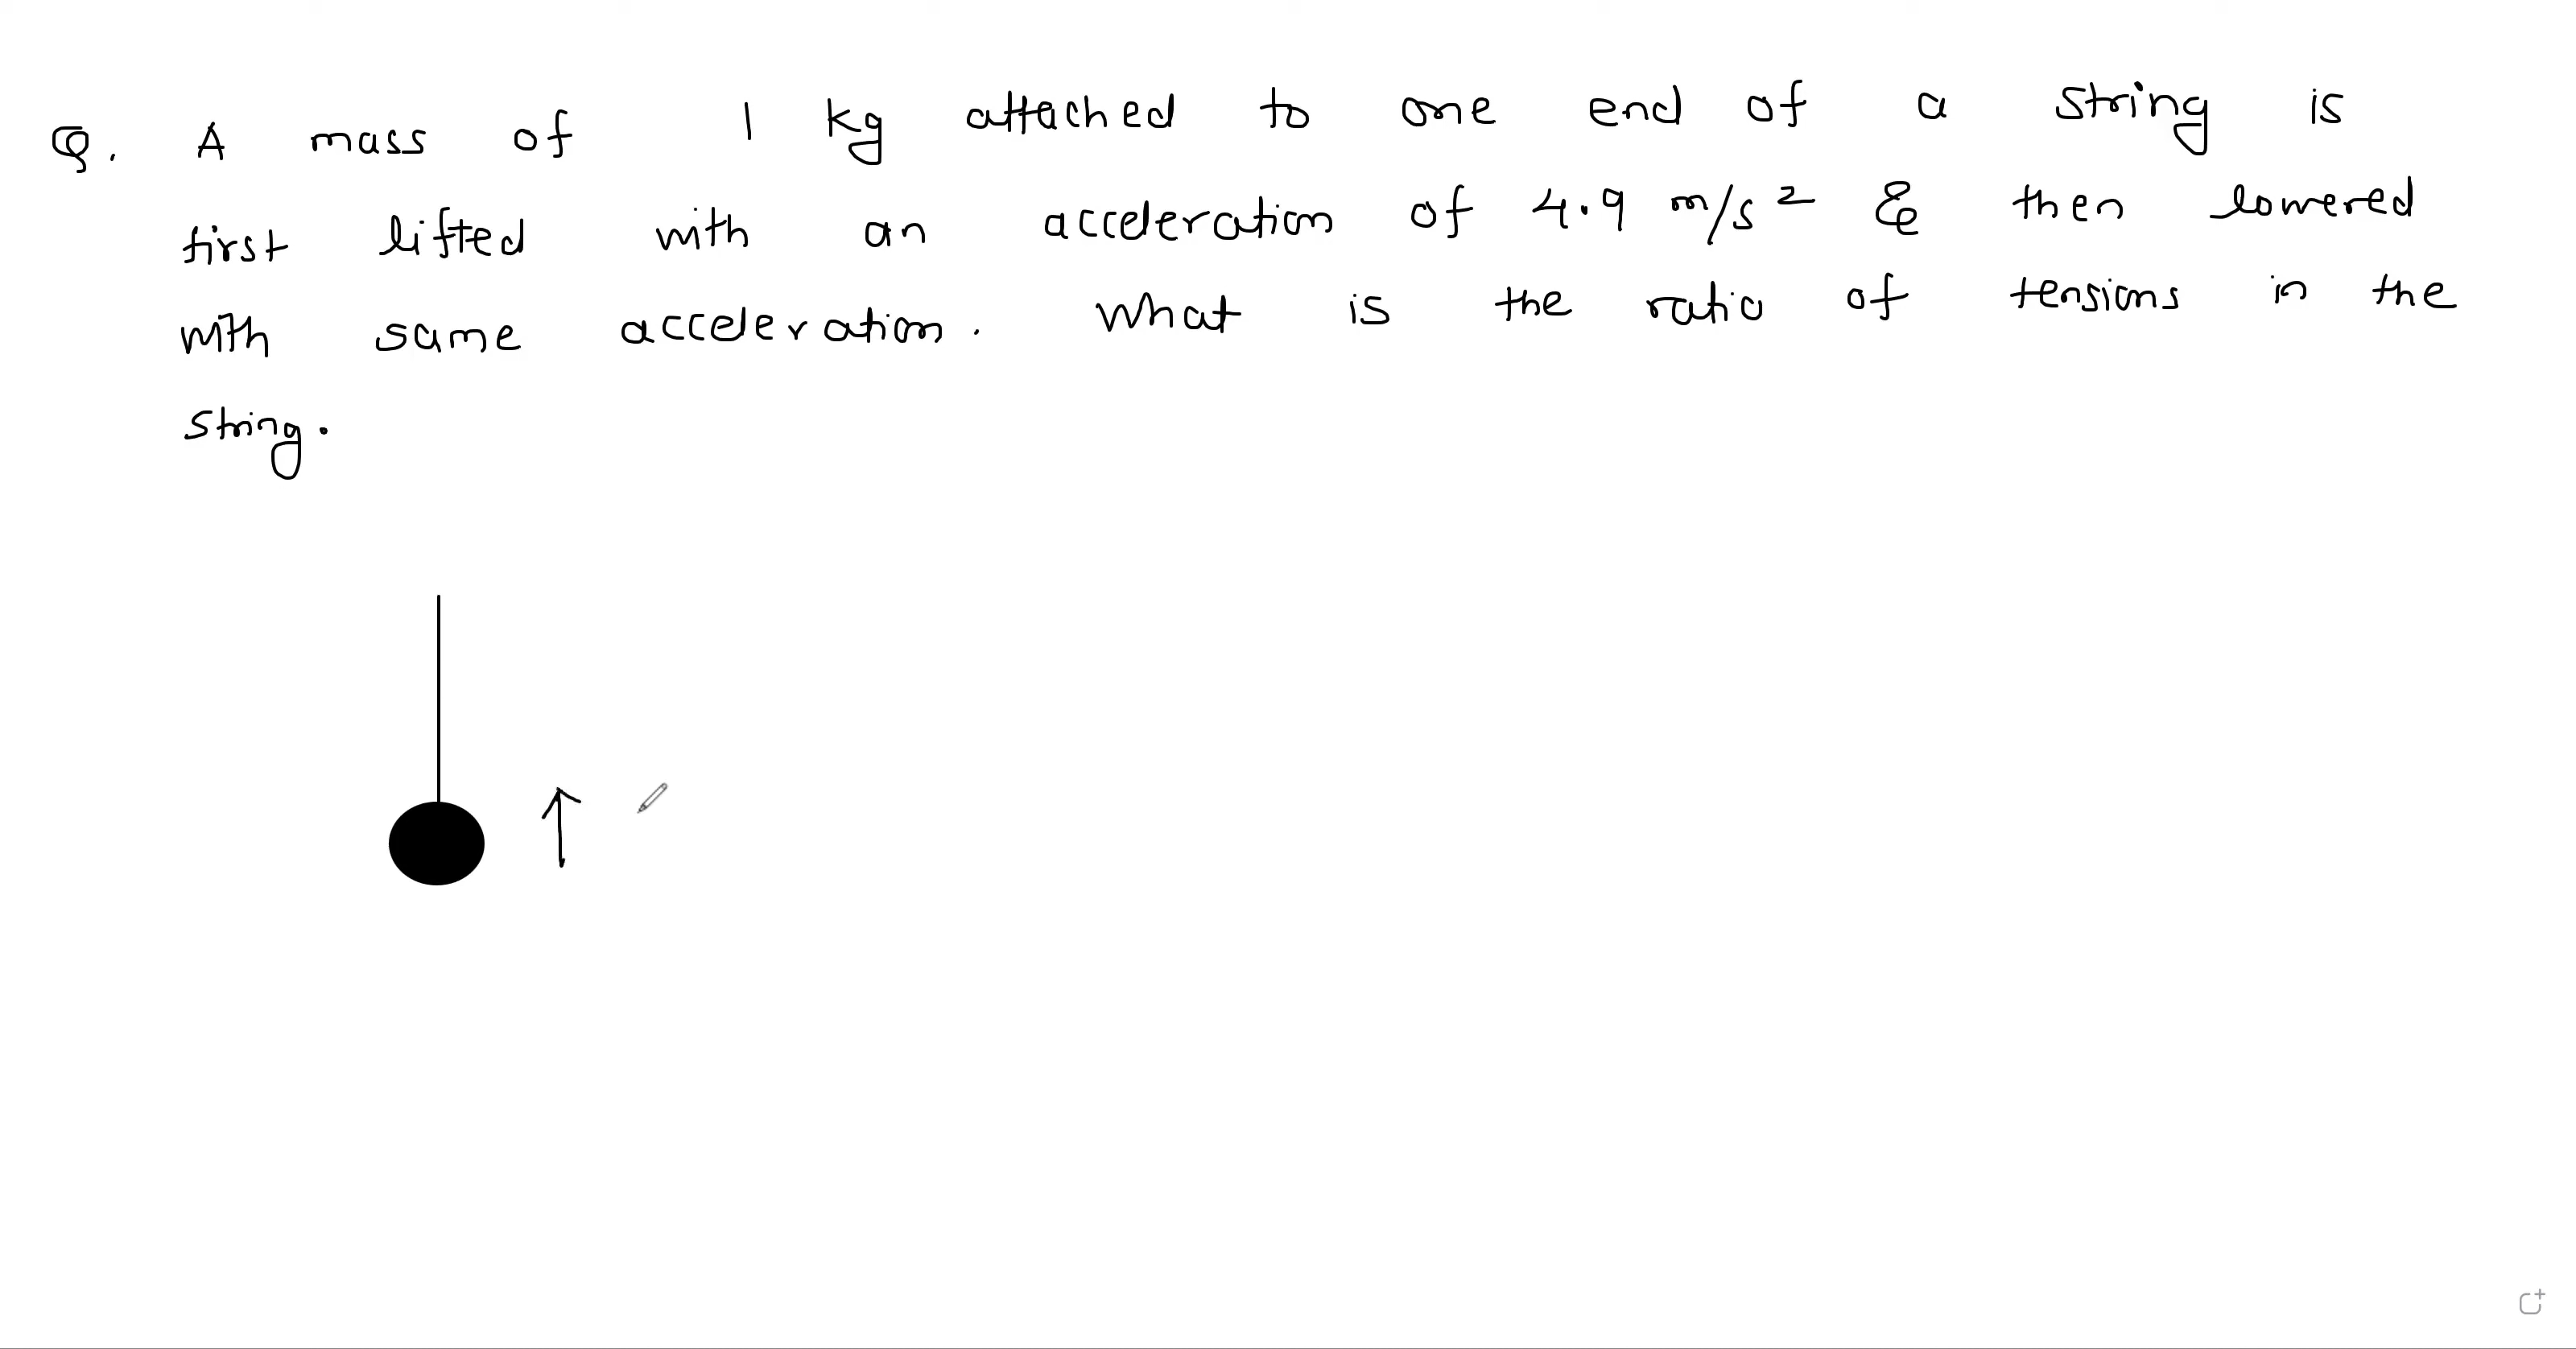 Q. A mass of 1 kg attached to one end of a string is
first lifted with an acceleration of 4.9 m/s² & then lowered
with same acceleration. What is the ratio of tensions in the
string.